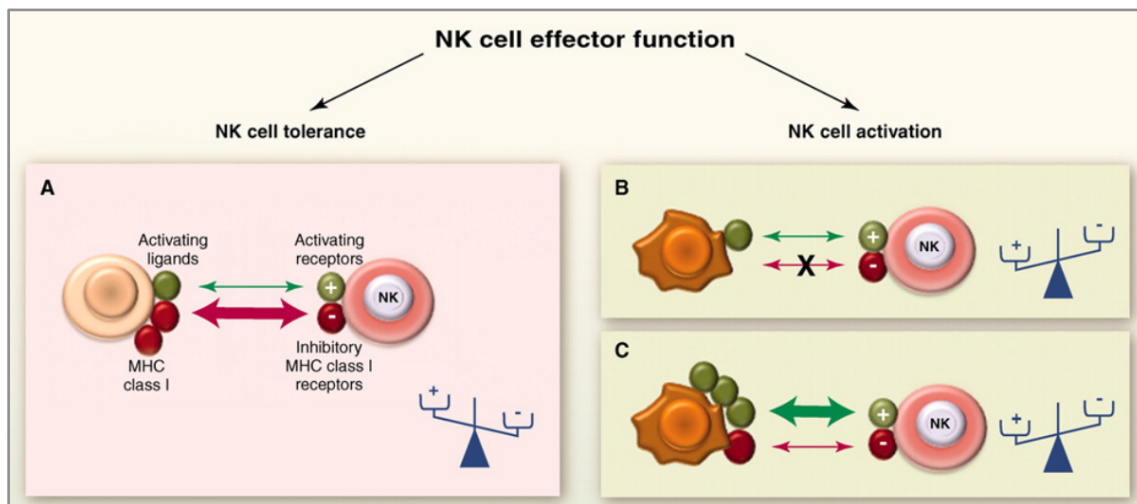 NK cell effector function
NK cell tolerance
NK cell activation
A
Activating
ligands
Activating
receptors
+
-
NK
MHC
class I
Inhibitory
MHC class I
receptors
+
-
B
+
-
X
NK
+
-
C
+
-
NK
+
-